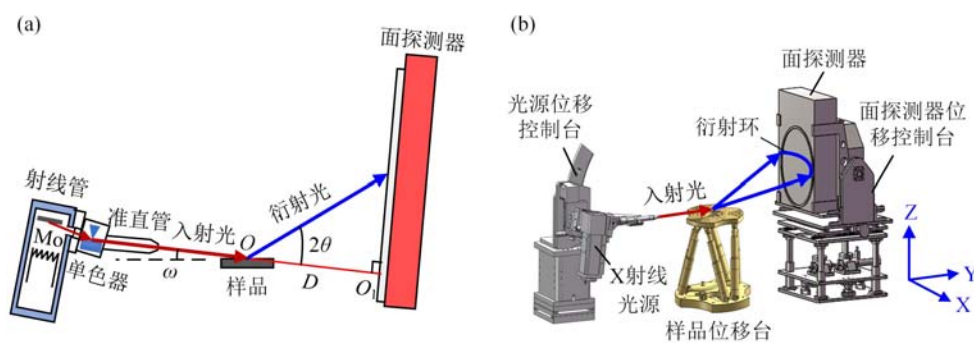 (a)
面探测器
射线管
准直管
入射光
O
衍射光
2θ
Mo
单色器
ω
样品
D
O₁
(b)
面探测器
光源位移
控制台
衍射环
面探测器位
移控制台
入射光
X射线
光源
样品位移台
Z
Y
X